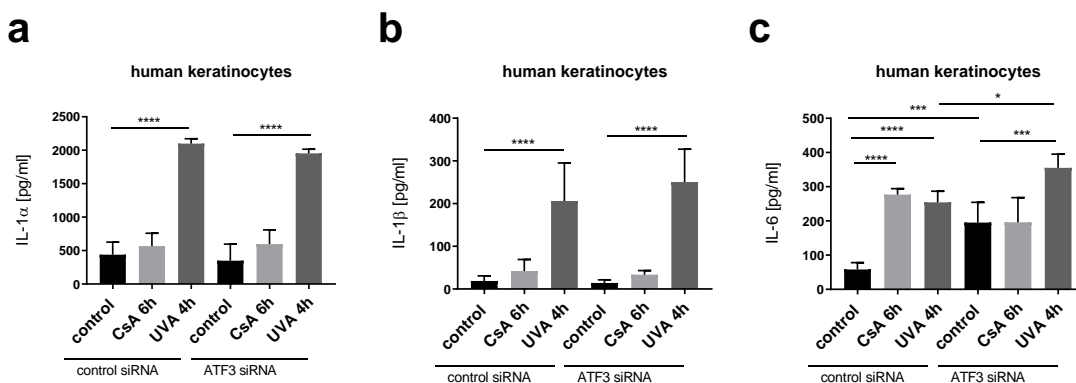 a
human keratinocytes
IL-1α [pg/ml]
2500
2000
1500
1000
500
0
****
****
control
CsA 6h
UVA 4h
control
CsA 6h
UVA 4h
control siRNA
ATF3 siRNA
b
human keratinocytes
IL-1β [pg/ml]
400
300
200
100
0
****
****
control
CsA 6h
UVA 4h
control
CsA 6h
UVA 4h
control siRNA
ATF3 siRNA
c
human keratinocytes
IL-6 [pg/ml]
500
400
300
200
100
0
*
***
****
***
****
control
CsA 6h
UVA 4h
control
CsA 6h
UVA 4h
control siRNA
ATF3 siRNA